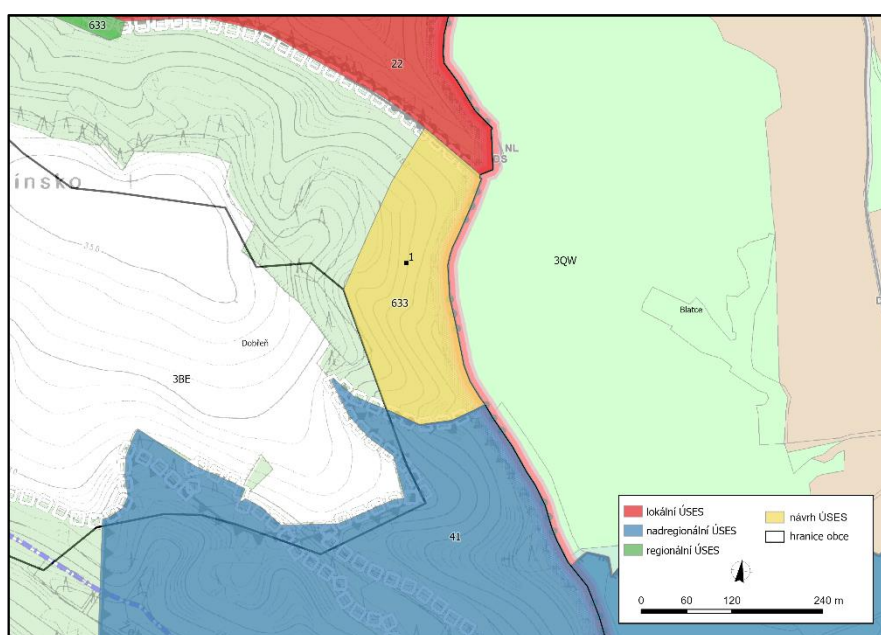 633
22
NL
DS
ínsko
350
1
3QW
633
Blatce
Dobřeň
3BE
41
lokální ÚSES
nadregionální ÚSES
regionální ÚSES
návrh ÚSES
hranice obce
0 60 120 240 m